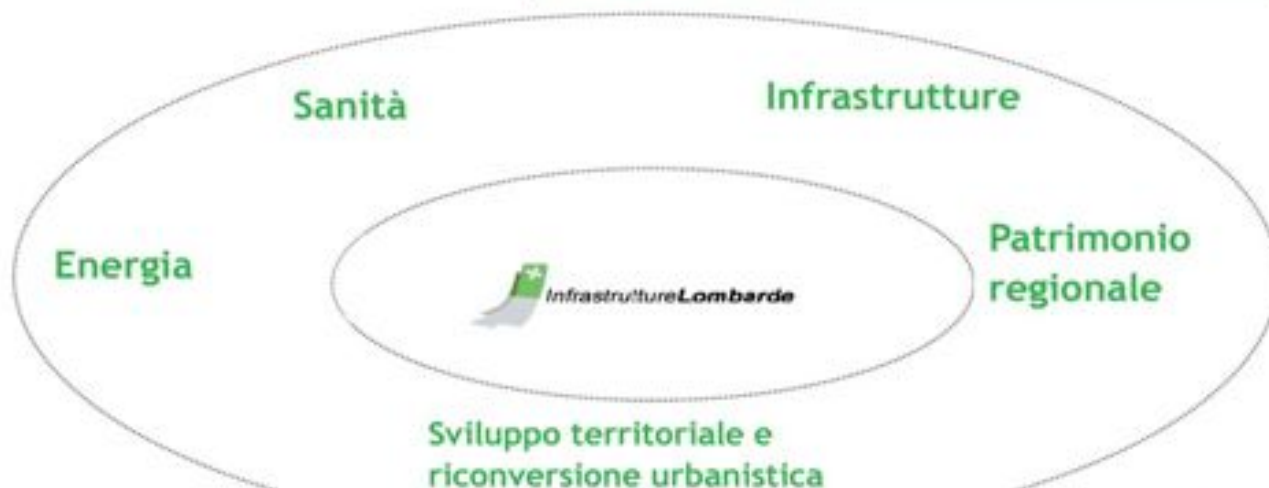 Sanità
Infrastrutture
Energia
Patrimonio
regionale
InfrastruttureLombarde
Sviluppo territoriale e
riconversione urbanistica